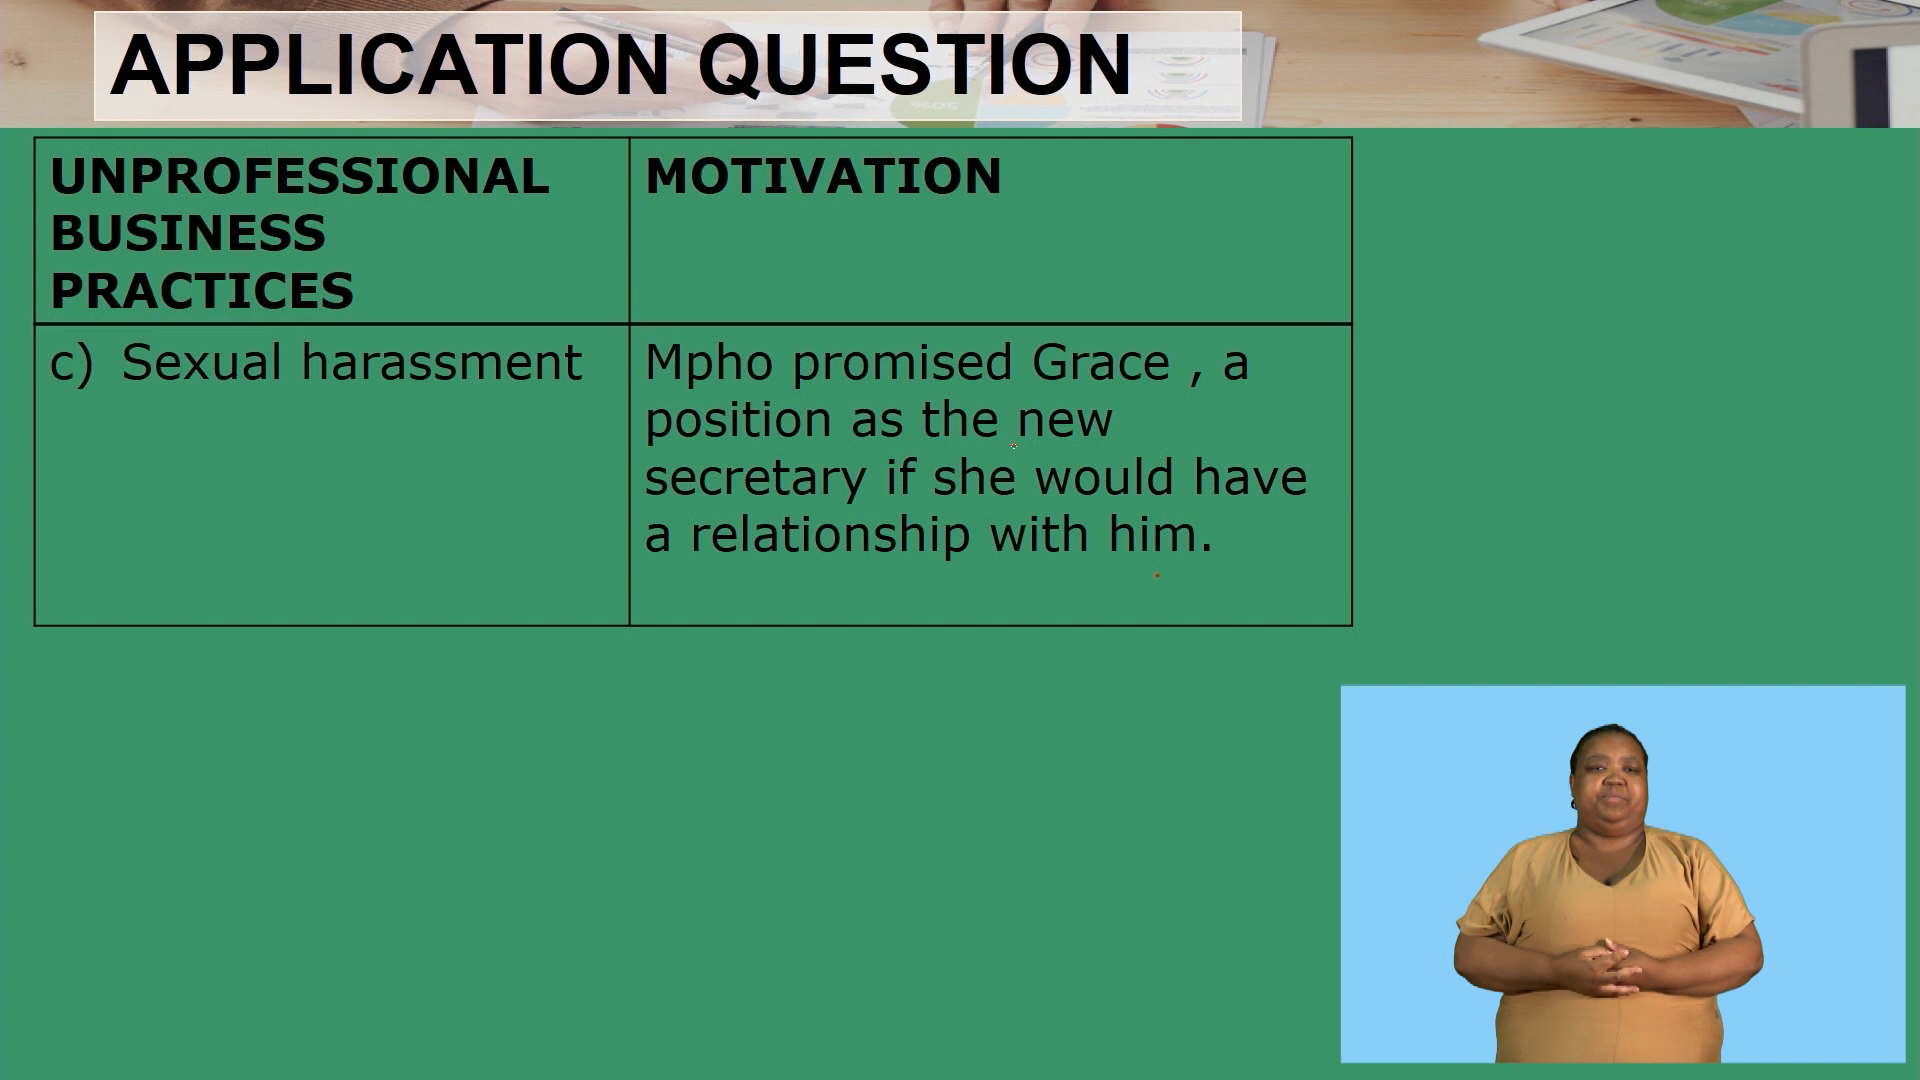 APPLICATION QUESTION
UNPROFESSIONAL
BUSINESS
PRACTICES
MOTIVATION
c) Sexual harassment
Mpho promised Grace , a
position as the new
secretary if she would have
a relationship with him.